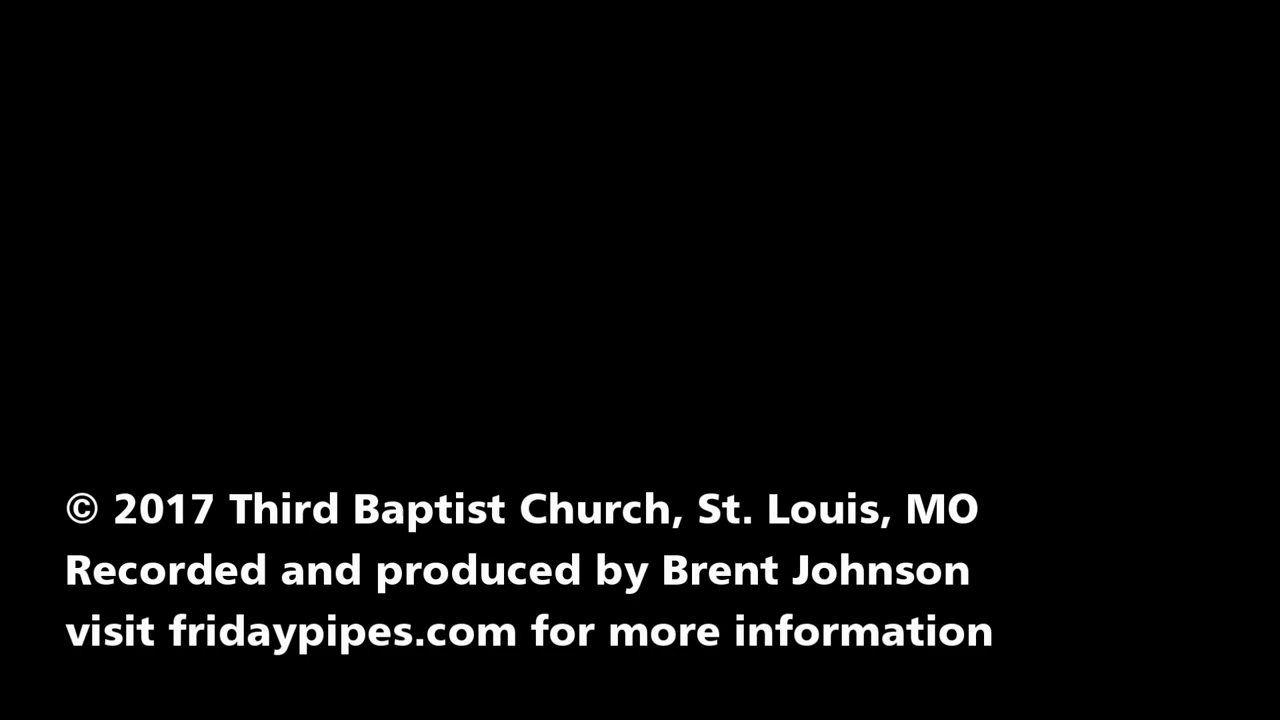 © 2017 Third Baptist Church, St. Louis, MO
Recorded and produced by Brent Johnson
visit fridaypipes.com for more information